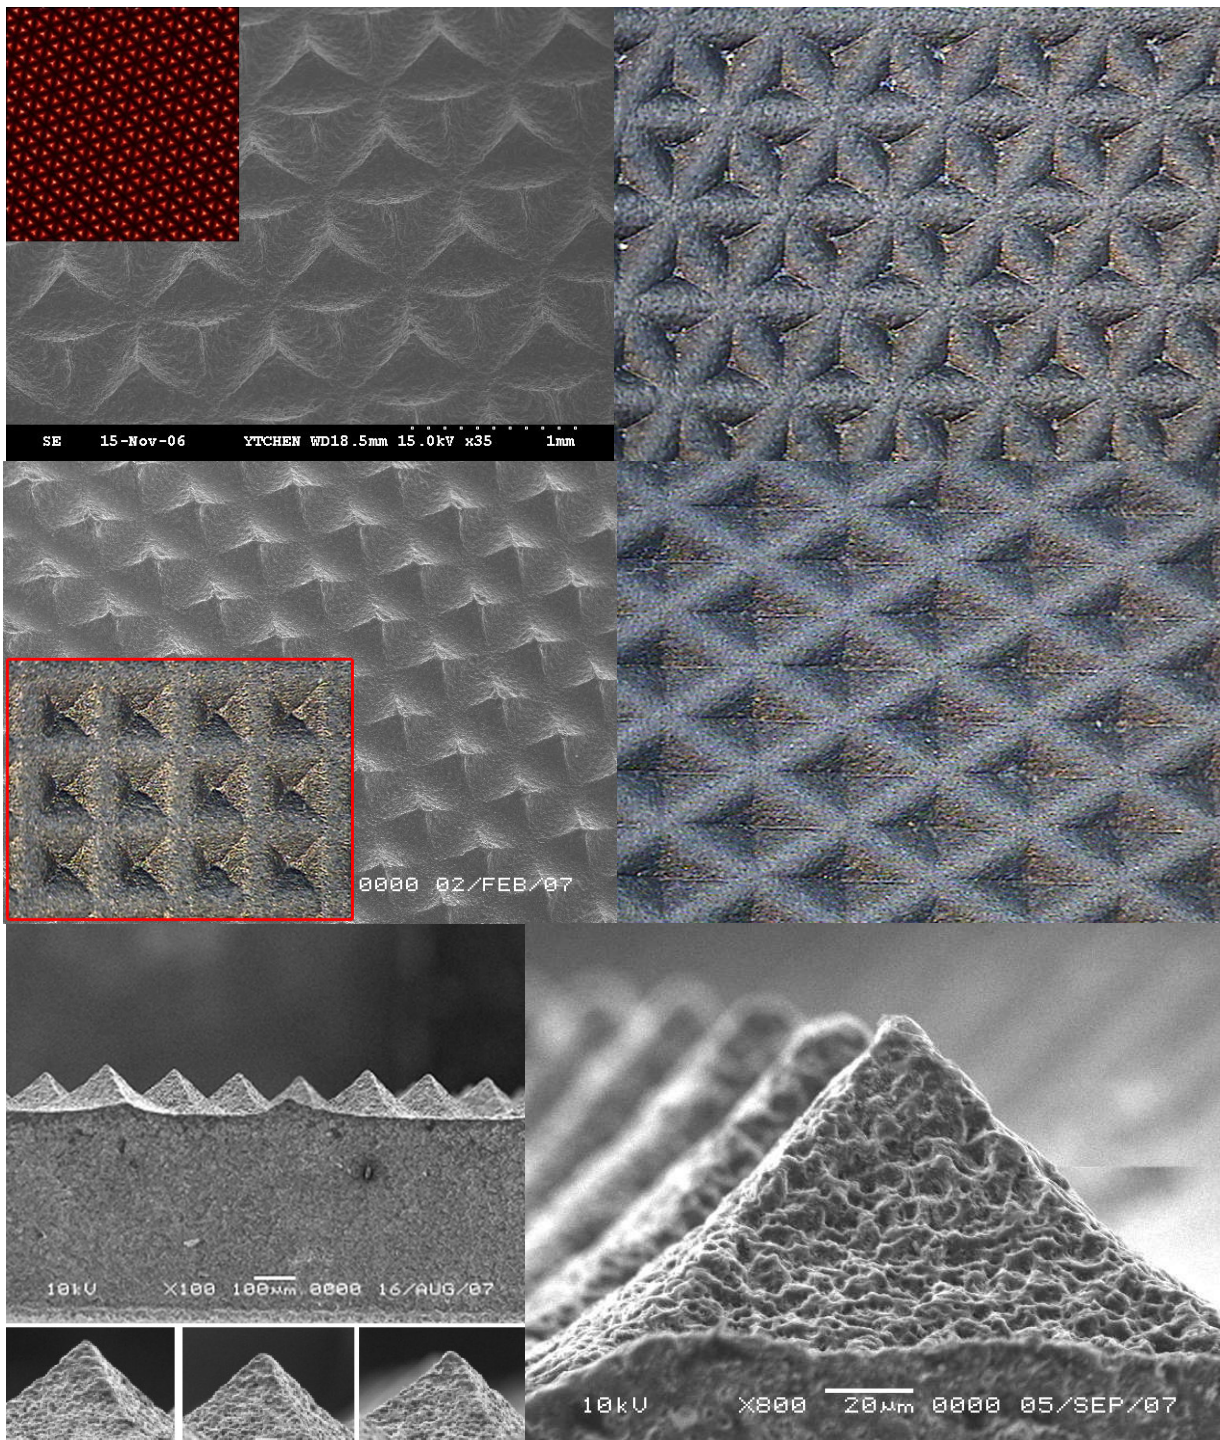 SE 15-Nov-06 YTCHEN WD18.5mm 15.0kV x35 1mm
0000 02/FEB/07
10kV X100 100μm 0000 16/AUG/07
10kV X800 20μm 0000 05/SEP/07